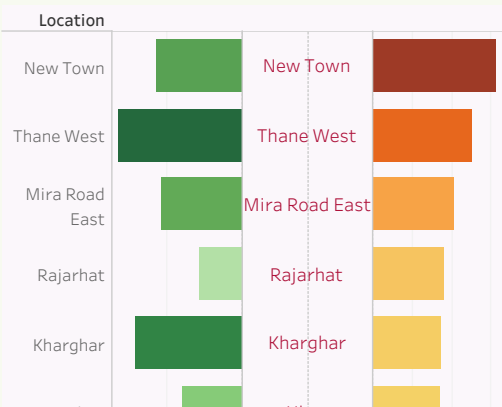 Location
New Town New Town
Thane West Thane West
Mira Road
East
Mira Road East
Rajarhat Rajarhat
Kharghar Kharghar